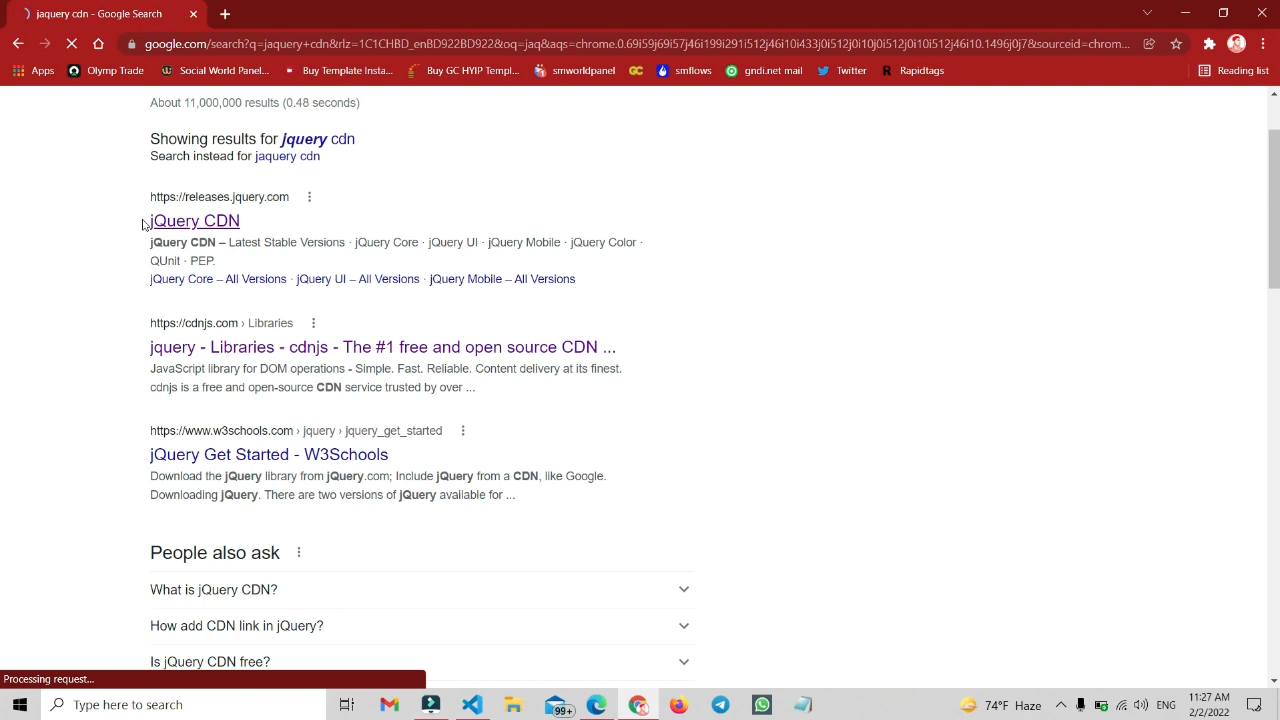 jaquery cdn - Google Search
google.com/search?q=jaquery+cdn&rlz=1C1CHBD_enBD922BD922&oq=jaq&aqs=chrome.0.69i59j69i57j46i199i291i512j46i10i433j0i512j0i10j0i512j0i10i512j46i10.1496j0j7&sourceid=chrom...
Apps Olymp Trade Social World Panel... Buy Template Insta... Buy GC HYIP Templ... smworldpanel GC smflows gndi.net mail Twitter R Rapidtags Reading list
About 11,000,000 results (0.48 seconds)
Showing results for jquery cdn
Search instead for jaquery cdn
https://releases.jquery.com
jQuery CDN
jQuery CDN – Latest Stable Versions · jQuery Core · jQuery UI · jQuery Mobile · jQuery Color ·
QUnit · PEP.
jQuery Core – All Versions · jQuery UI – All Versions · jQuery Mobile – All Versions
https://cdnjs.com › Libraries
jquery - Libraries - cdnjs - The #1 free and open source CDN ...
JavaScript library for DOM operations - Simple. Fast. Reliable. Content delivery at its finest.
cdnjs is a free and open-source CDN service trusted by over ...
https://www.w3schools.com › jquery › jquery_get_started
jQuery Get Started - W3Schools
Download the jQuery library from jQuery.com; Include jQuery from a CDN, like Google.
Downloading jQuery. There are two versions of jQuery available for ...
People also ask
What is jQuery CDN?
How add CDN link in jQuery?
Is jQuery CDN free?
Processing request...
Type here to search
99+
74°F Haze
ENG
11:27 AM
2/2/2022